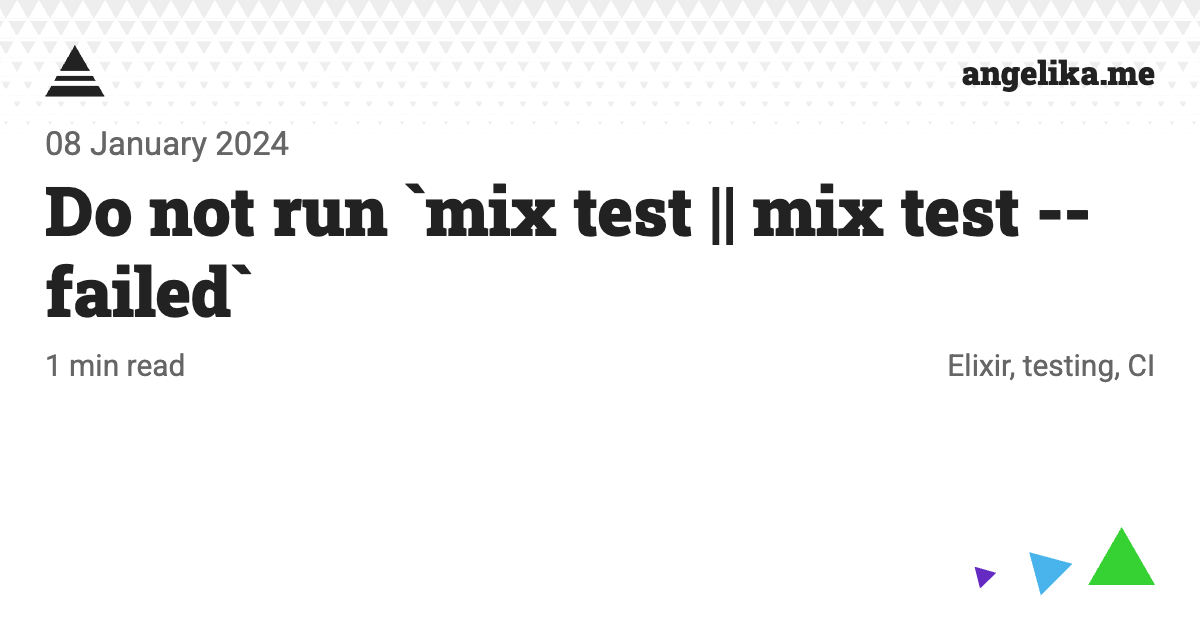 angelika.me
08 January 2024
Do not run `mix test || mix test --
failed`
1 min read
Elixir, testing, CI